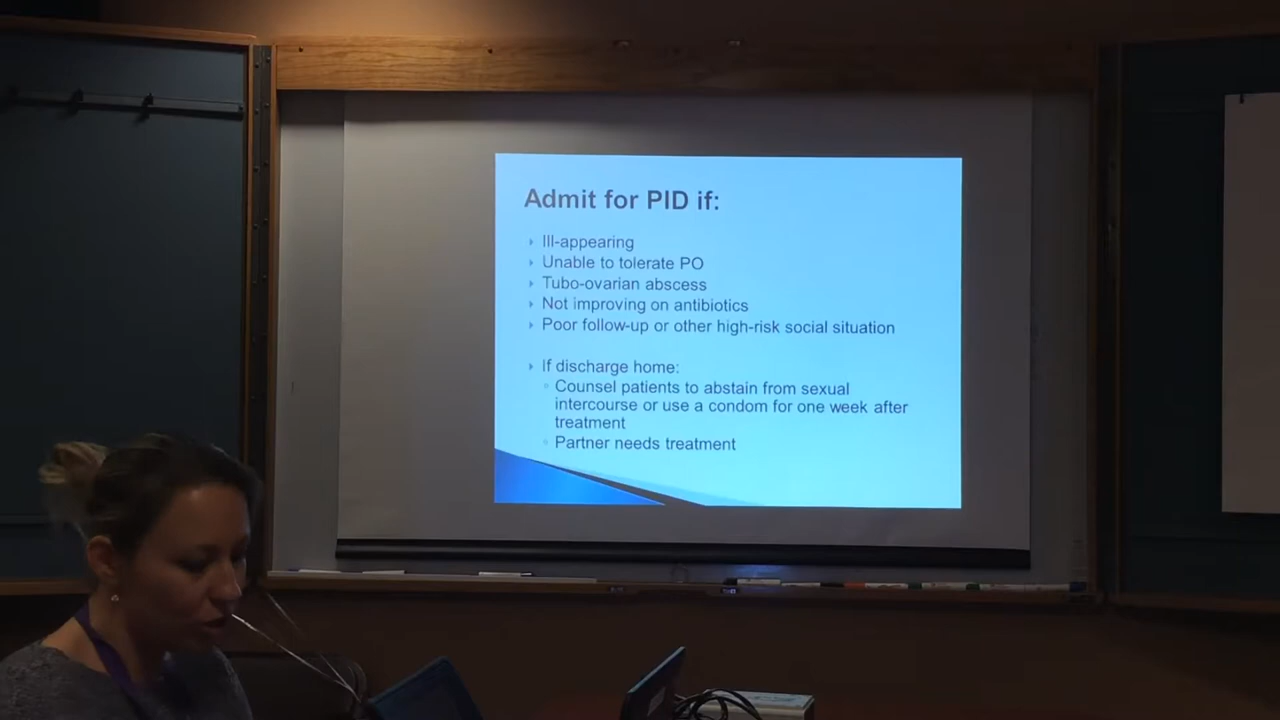 Admit for PID if:
Ill-appearing
Unable to tolerate PO
Tubo-ovarian abscess
Not improving on antibiotics
Poor follow-up or other high-risk social situation
If discharge home:
Counsel patients to abstain from sexual
intercourse or use a condom for one week after
treatment
Partner needs treatment